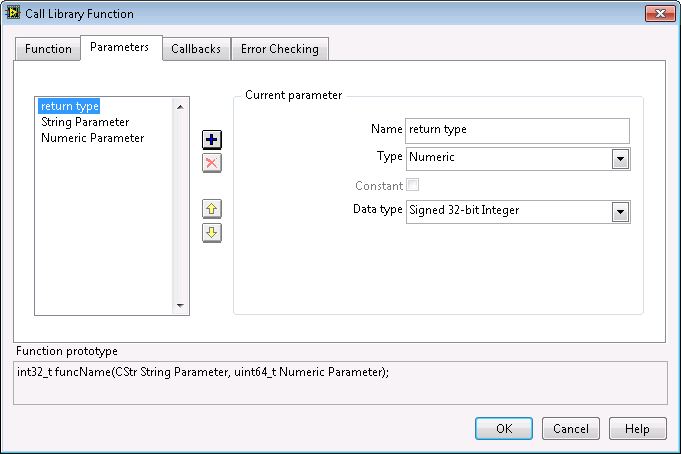 Call Library Function
Function
Parameters
Callbacks
Error Checking
return type
String Parameter
Numeric Parameter
Current parameter
Name return type
Type Numeric
Constant
Data type Signed 32-bit Integer
Function prototype
int32_t funcName(CStr String Parameter, uint64_t Numeric Parameter);
OK
Cancel
Help